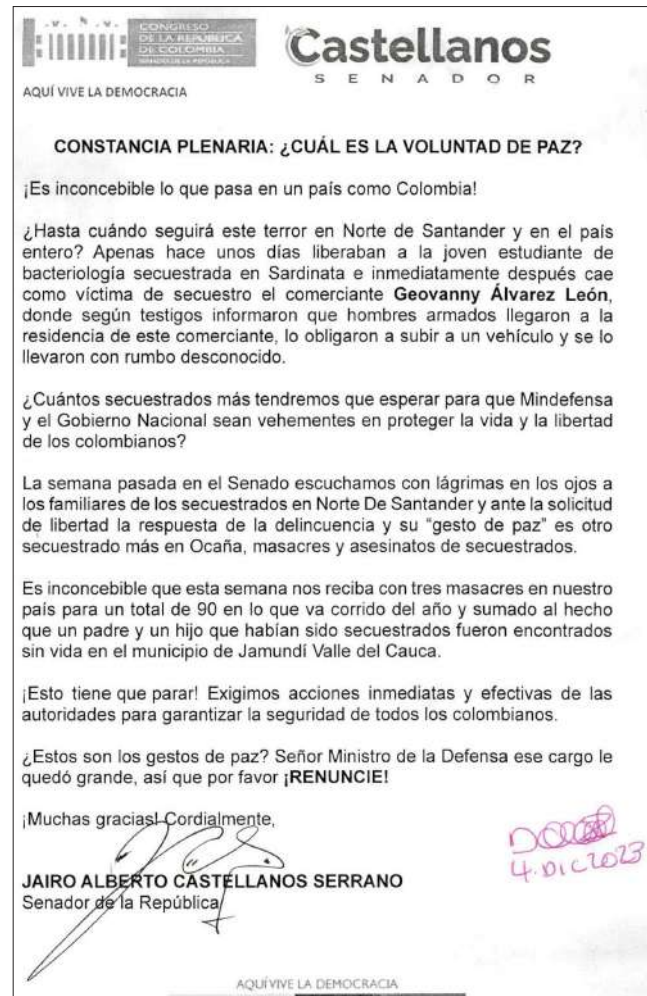 CONGRESO
DE LA REPÚBLICA
DE COLOMBIA
SENADO DE LA REPÚBLICA
AQUÍ VIVE LA DEMOCRACIA
Castellanos
SENADOR
CONSTANCIA PLENARIA: ¿CUÁL ES LA VOLUNTAD DE PAZ?
¡Es inconcebible lo que pasa en un país como Colombia!
¿Hasta cuándo seguirá este terror en Norte de Santander y en el país
entero? Apenas hace unos días liberaban a la joven estudiante de
bacteriología secuestrada en Sardinata e inmediatamente después cae
como víctima de secuestro el comerciante Geovanny Álvarez León,
donde según testigos informaron que hombres armados llegaron a la
residencia de este comerciante, lo obligaron a subir a un vehículo y se lo
llevaron con rumbo desconocido.
¿Cuántos secuestrados más tendremos que esperar para que Mindefensa
y el Gobierno Nacional sean vehementes en proteger la vida y la libertad
de los colombianos?
La semana pasada en el Senado escuchamos con lágrimas en los ojos a
los familiares de los secuestrados en Norte De Santander y ante la solicitud
de libertad la respuesta de la delincuencia y su “gesto de paz” es otro
secuestrado más en Ocaña, masacres y asesinatos de secuestrados.
Es inconcebible que esta semana nos reciba con tres masacres en nuestro
país para un total de 90 en lo que va corrido del año y sumado al hecho
que un padre y un hijo que habían sido secuestrados fueron encontrados
sin vida en el municipio de Jamundí Valle del Cauca.
¡Esto tiene que parar! Exigimos acciones inmediatas y efectivas de las
autoridades para garantizar la seguridad de todos los colombianos.
¿Estos son los gestos de paz? Señor Ministro de la Defensa ese cargo le
quedó grande, así que por favor ¡RENUNCIE!
¡Muchas gracias! Cordialmente,
4. DIC 2023
JAIRO ALBERTO CASTELLANOS SERRANO
Senador de la República
AQUÍ VIVE LA DEMOCRACIA